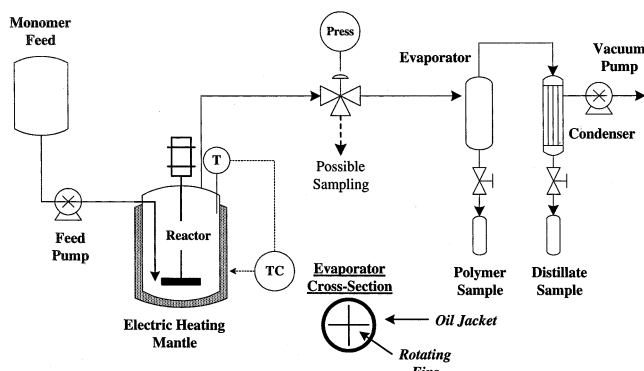 Monomer
Feed
Press
Evaporator
Vacuum
Pump
Condenser
T
Possible
Sampling
Reactor
Feed
Pump
TC
Evaporator
Cross-Section
Polymer
Sample
Distillate
Sample
Electric Heating
Mantle
Oil Jacket
Rotating